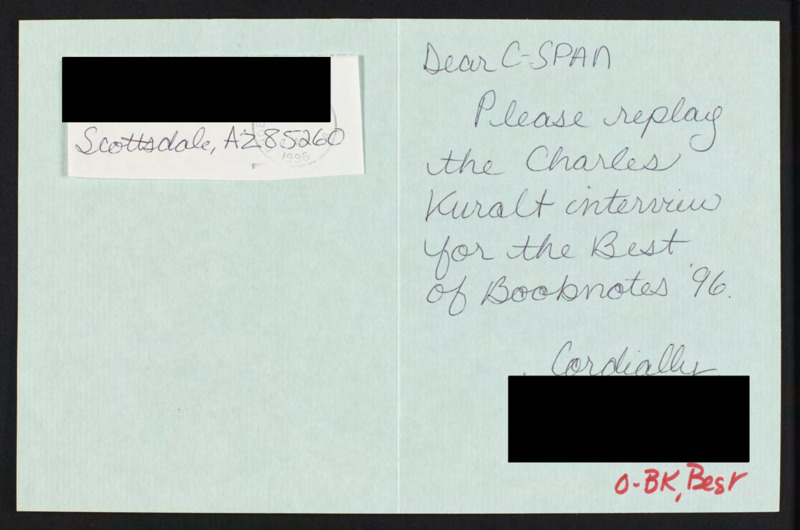 Scottsdale, AZ 85260
1996
Dear C-SPAN
Please replay
the Charles
Kuralt interview
for the Best
of Booknotes '96.
Cordially
O-BK, Best